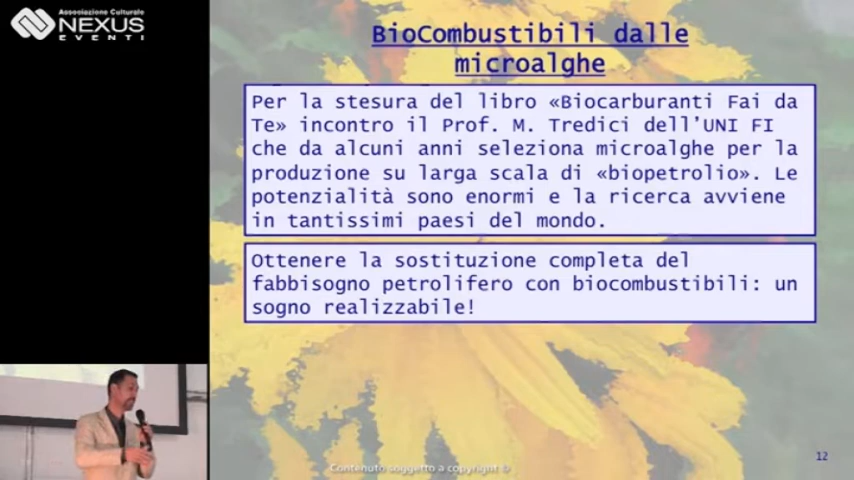 Associazione Culturale
NEXUS
EVENTI
BioCombustibili dalle
microalghe
Per la stesura del libro «Biocarburanti Fai da
Te» incontro il Prof. M. Tredici dell'UNI FI
che da alcuni anni seleziona microalghe per la
produzione su larga scala di «biopetrolio». Le
potenzialità sono enormi e la ricerca avviene
in tantissimi paesi del mondo.
Ottenere la sostituzione completa del
fabbisogno petrolifero con biocombustibili: un
sogno realizzabile!
Contenuto soggetto a copyright ©
12